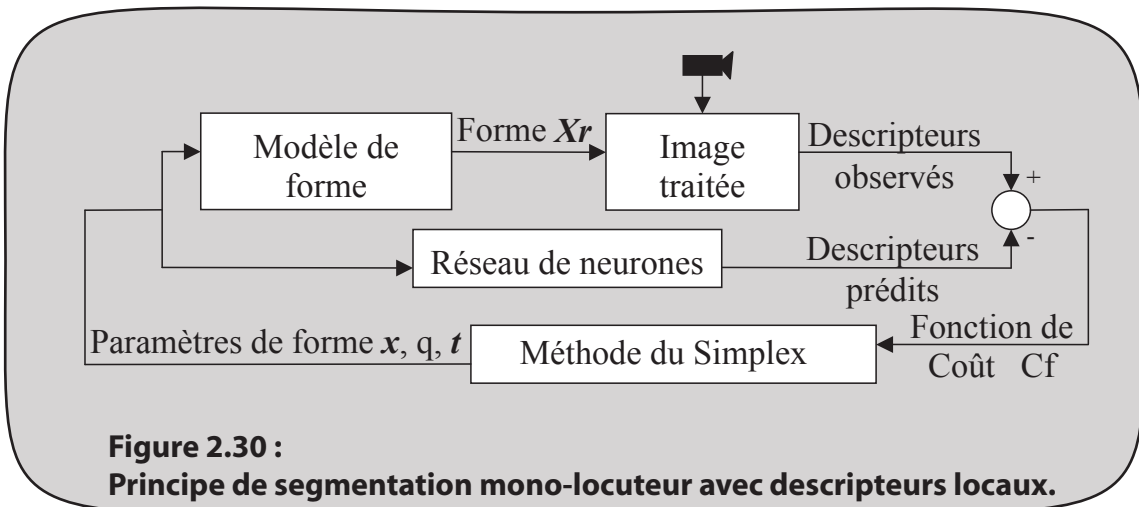 Modèle de
forme
Forme Xr
Image
traitée
Descripteurs
observés
+
-
Réseau de neurones
Descripteurs
prédits
Paramètres de forme x, q, t
Méthode du Simplex
Fonction de
Coût Cf
Figure 2.30 :
Principe de segmentation mono-locuteur avec descripteurs locaux.